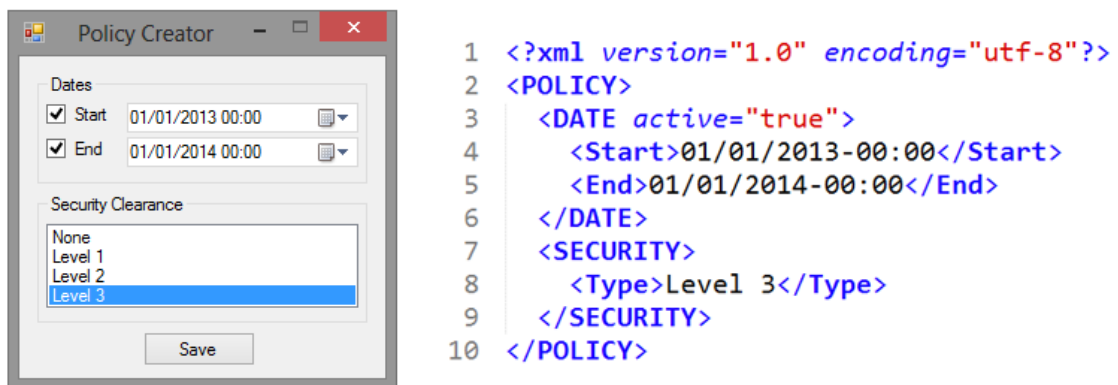 Policy Creator
Dates
Start 01/01/2013 00:00
End 01/01/2014 00:00
Security Clearance
None
Level 1
Level 2
Level 3
Save
1 <?xml version="1.0" encoding="utf-8"?>
2 <POLICY>
3 <DATE active="true">
4 <Start>01/01/2013-00:00</Start>
5 <End>01/01/2014-00:00</End>
6 </DATE>
7 <SECURITY>
8 <Type>Level 3</Type>
9 </SECURITY>
10 </POLICY>